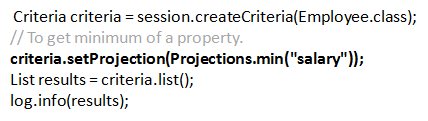 Criteria criteria = session.createCriteria(Employee.class);
// To get minimum of a property.
criteria.setProjection(Projections.min("salary"));
List results = criteria.list();
log.info(results);